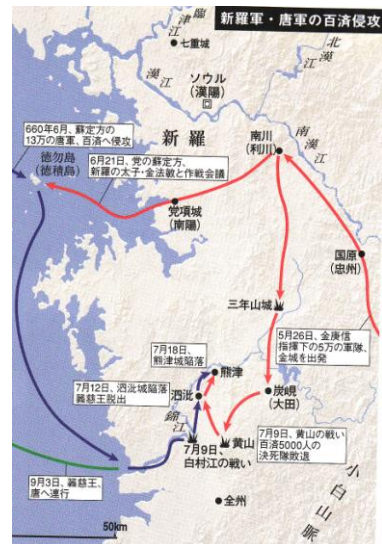 新羅軍・唐軍の百済侵攻
臨
津
江
七重城
漢
江
北
漢
江
ソウル
(漢陽)
新羅
南
漢
江
南川
(利川)
660年6月、蘇定方の
13万の唐軍、百済へ侵攻
徳勿島
(徳積島)
6月21日、党の蘇定方、
新羅の太子・金法敏と作戦会議
党項城
(南陽)
国原
(忠州)
三年山城
5月26日、金庾信
指揮下の5万の軍隊、
金城を出発
7月18日、
熊津城陥落
熊津
7月12日、泗沘城陥落
義慈王脱出
泗沘
炭峴
(大田)
錦
江
黄山
7月9日、黄山の戦い
百済5000人の
決死隊敗退
7月9日、
白村江の戦い
9月3日、義慈王、
唐へ連行
全州
小
白
山
脈
50km